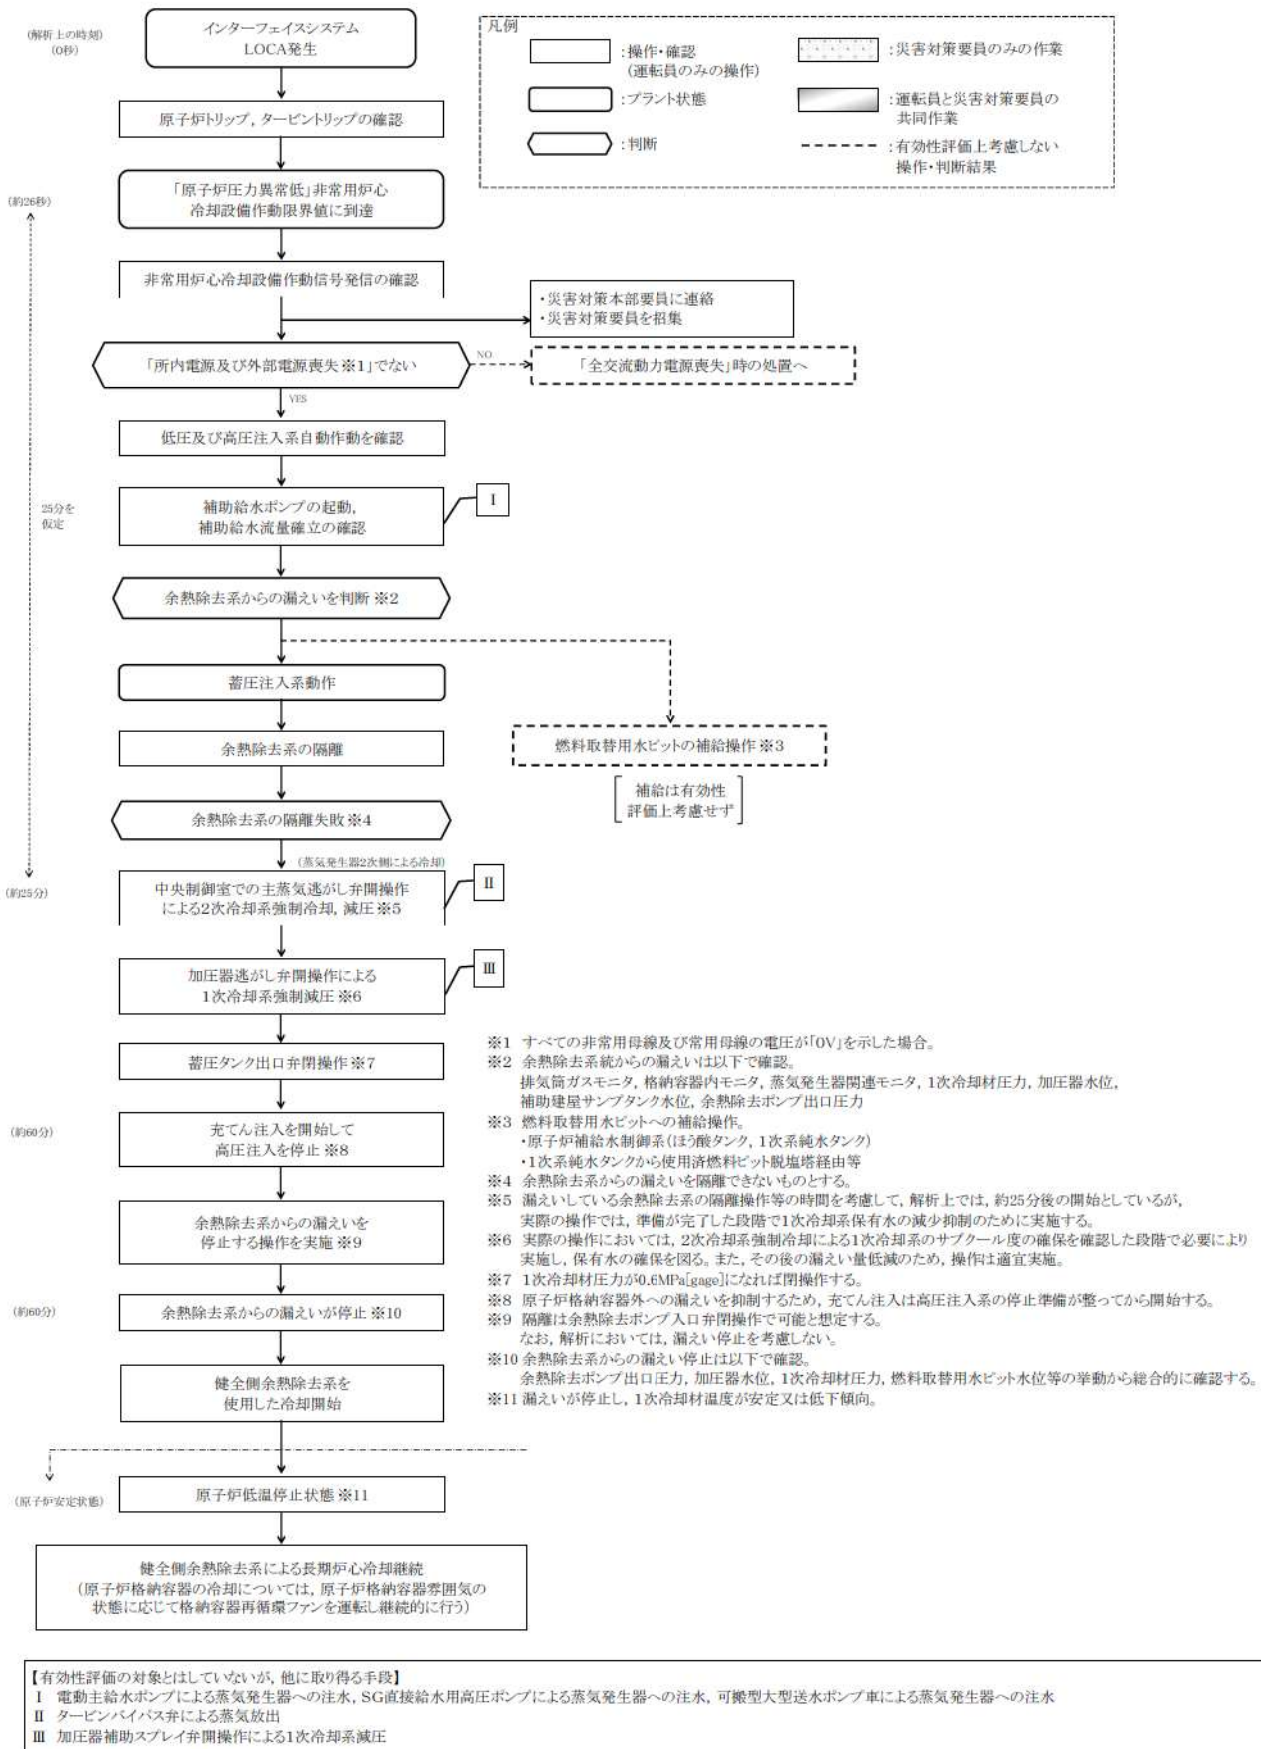 (解析上の時刻)
(0秒)
インターフェイスシステム
LOCA発生
凡例
:操作・確認
(運転員のみの操作)
:災害対策要員のみの作業
:プラント状態
:運転員と災害対策要員の
共同作業
:判断
:有効性評価上考慮しない
操作・判断結果
原子炉トリップ,タービントリップの確認
(約26秒)
「原子炉圧力異常低」非常用炉心
冷却設備作動限界値に到達
非常用炉心冷却設備作動信号発信の確認
・災害対策本部要員に連絡
・災害対策要員を招集
「所内電源及び外部電源喪失※1」でない
NO
「全交流動力電源喪失」時の処置へ
YES
低圧及び高圧注入系自動作動を確認
25分を
仮定
補助給水ポンプの起動,
補助給水流量確立の確認
Ⅰ
余熱除去系からの漏えいを判断※2
蓄圧注入系動作
余熱除去系の隔離
燃料取替用水ピットの補給操作※3
補給は有効性
評価上考慮せず
余熱除去系の隔離失敗※4
(蒸気発生器2次側による冷却)
(約25分)
中央制御室での主蒸気逃がし弁開操作
による2次冷却系強制冷却,減圧※5
Ⅱ
加圧器逃がし弁開操作による
1次冷却系強制減圧※6
Ⅲ
蓄圧タンク出口弁閉操作※7
(約60分)
充てん注入を開始して
高圧注入を停止※8
余熱除去系からの漏えいを
停止する操作を実施※9
(約60分)
余熱除去系からの漏えいが停止※10
健全側余熱除去系を
使用した冷却開始
(原子炉安定状態)
原子炉低温停止状態※11
健全側余熱除去系による長期炉心冷却継続
(原子炉格納容器の冷却については,原子炉格納容器雰囲気の
状態に応じて格納容器再循環ファンを運転し継続的に行う)
※1 すべての非常用母線及び常用母線の電圧が「0V」を示した場合。
※2 余熱除去系統からの漏えいは以下で確認。
排気筒ガスモニタ,格納容器内モニタ,蒸気発生器関連モニタ,1次冷却材圧力,加圧器水位,
補助建屋サンプタンク水位,余熱除去ポンプ出口圧力
※3 燃料取替用水ピットへの補給操作。
・原子炉補給水制御系(ほう酸タンク,1次系純水タンク)
・1次系純水タンクから使用済燃料ピット脱塩塔経由等
※4 余熱除去系からの漏えいを隔離できないものとする。
※5 漏えいしている余熱除去系の隔離操作等の時間を考慮して,解析上では,約25分後の開始としているが,
実際の操作では,準備が完了した段階で1次冷却系保有水の減少抑制のために実施する。
※6 実際の操作においては,2次冷却系強制冷却による1次冷却系のサブクール度の確保を確認した段階で必要により
実施し,保有水の確保を図る。また,その後の漏えい量低減のため,操作は適宜実施。
※7 1次冷却材圧力が0.6MPa[gage]になれば閉操作する。
※8 原子炉格納容器外への漏えいを抑制するため,充てん注入は高圧注入系の停止準備が整ってから開始する。
※9 隔離は余熱除去ポンプ入口弁閉操作で可能と想定する。
なお,解析においては,漏えい停止を考慮しない。
※10 余熱除去系からの漏えい停止は以下で確認。
余熱除去ポンプ出口圧力,加圧器水位,1次冷却材圧力,燃料取替用水ピット水位等の挙動から総合的に確認する。
※11 漏えいが停止し,1次冷却材温度が安定又は低下傾向。
【有効性評価の対象とはしていないが,他に取り得る手段】
Ⅰ 電動主給水ポンプによる蒸気発生器への注水,SG直接給水用高圧ポンプによる蒸気発生器への注水,可搬型大型送水ポンプ車による蒸気発生器への注水
Ⅱ タービンバイパス弁による蒸気放出
Ⅲ 加圧器補助スプレイ弁開操作による1次冷却系減圧